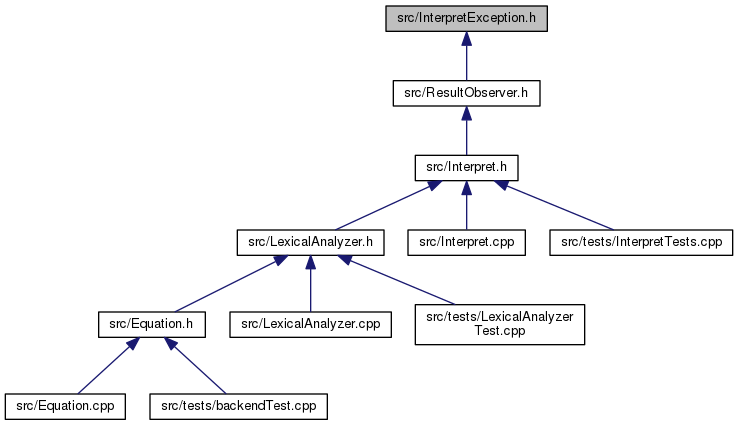 src/InterpretException.h
src/ResultObserver.h
src/Interpret.h
src/LexicalAnalyzer.h
src/Interpret.cpp
src/tests/InterpretTests.cpp
src/Equation.h
src/LexicalAnalyzer.cpp
src/tests/LexicalAnalyzer
Test.cpp
src/Equation.cpp
src/tests/backendTest.cpp